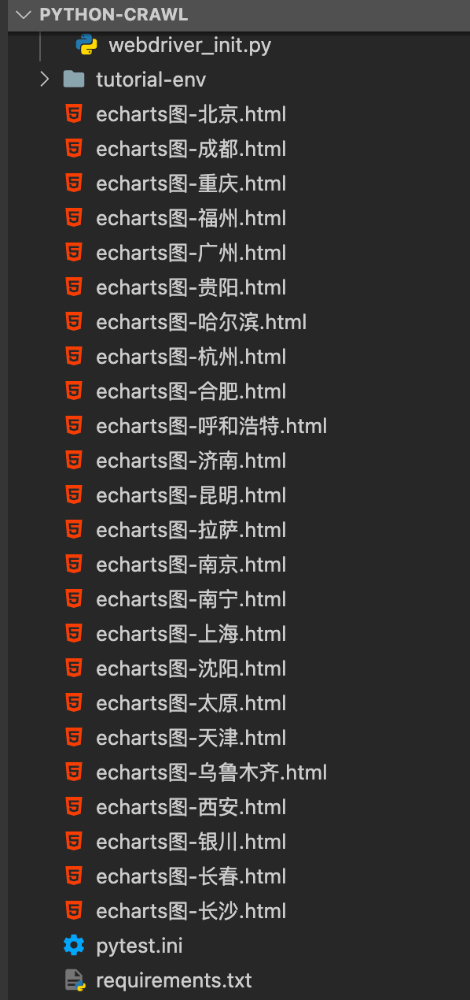 PYTHON-CRAWL
webdriver_init.py
tutorial-env
echarts图-北京.html
echarts图-成都.html
echarts图-重庆.html
echarts图-福州.html
echarts图-广州.html
echarts图-贵阳.html
echarts图-哈尔滨.html
echarts图-杭州.html
echarts图-合肥.html
echarts图-呼和浩特.html
echarts图-济南.html
echarts图-昆明.html
echarts图-拉萨.html
echarts图-南京.html
echarts图-南宁.html
echarts图-上海.html
echarts图-沈阳.html
echarts图-太原.html
echarts图-天津.html
echarts图-乌鲁木齐.html
echarts图-西安.html
echarts图-银川.html
echarts图-长春.html
echarts图-长沙.html
pytest.ini
requirements.txt